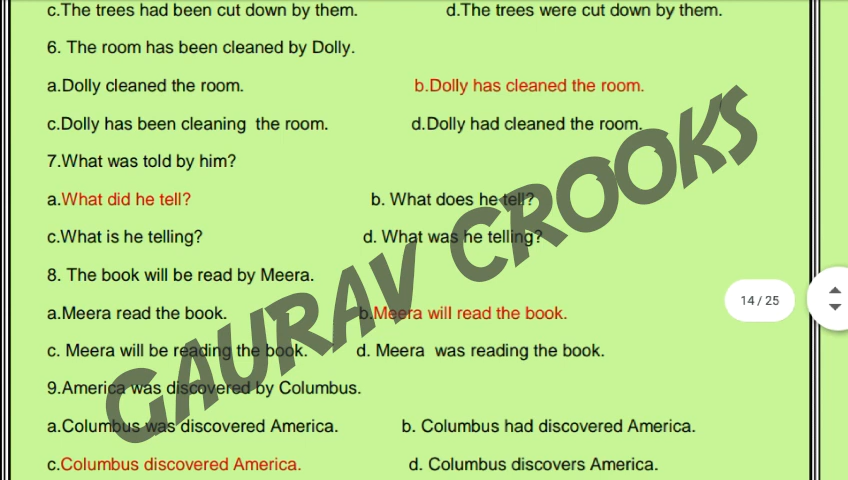 c.The trees had been cut down by them. d.The trees were cut down by them.
6. The room has been cleaned by Dolly.
a.Dolly cleaned the room. b.Dolly has cleaned the room.
c.Dolly has been cleaning the room. d.Dolly had cleaned the room.
7.What was told by him?
a.What did he tell? b. What does he tell?
c.What is he telling? d. What was he telling?
8. The book will be read by Meera.
14 / 25
a.Meera read the book. b.Meera will read the book.
c. Meera will be reading the book. d. Meera was reading the book.
9.America was discovered by Columbus.
a.Columbus was discovered America. b. Columbus had discovered America.
c.Columbus discovered America. d. Columbus discovers America.
GAURAV CROOKS